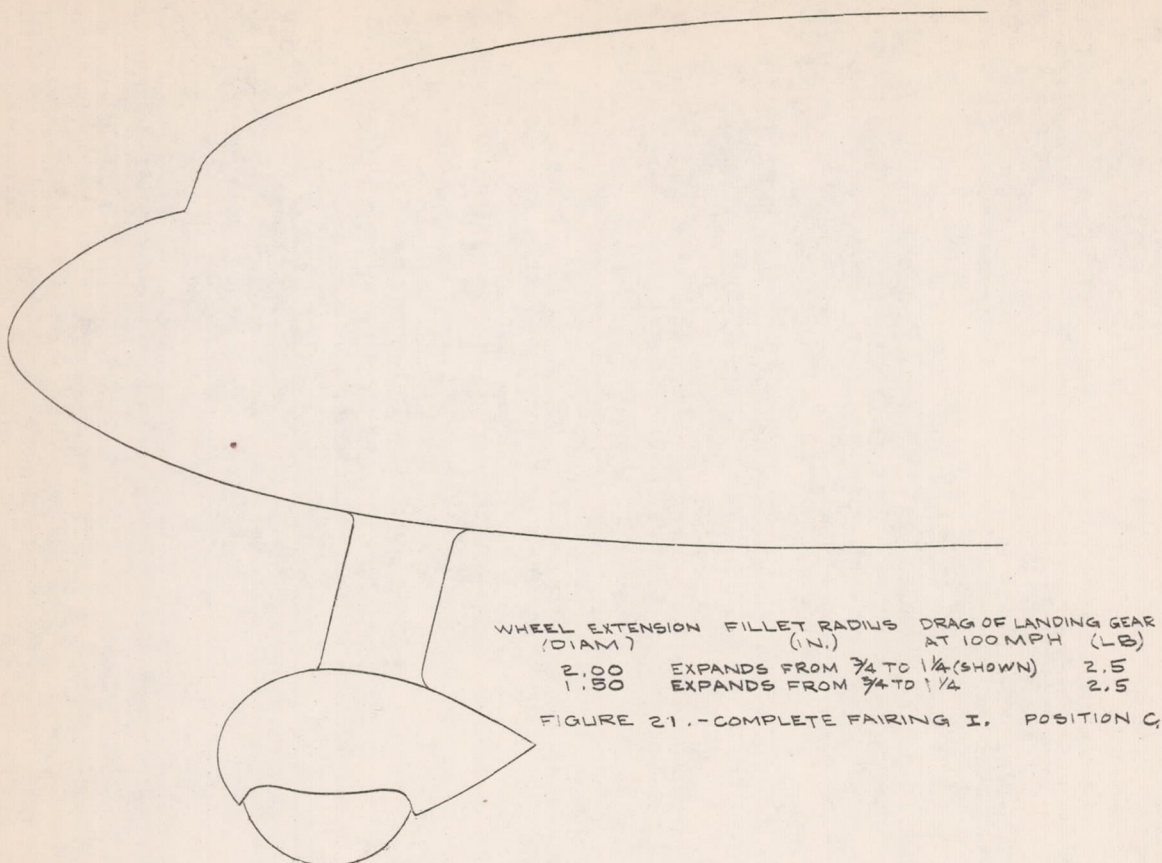 WHEEL EXTENSION FILLET RADIUS DRAG OF LANDING GEAR
(DIAM) (IN.) AT 100 MPH (LB)
2.00 EXPANDS FROM 3/4 TO 1 1/4 (SHOWN) 2.5
1.50 EXPANDS FROM 3/4 TO 1 1/4 2.5
FIGURE 21.-COMPLETE FAIRING I. POSITION C,